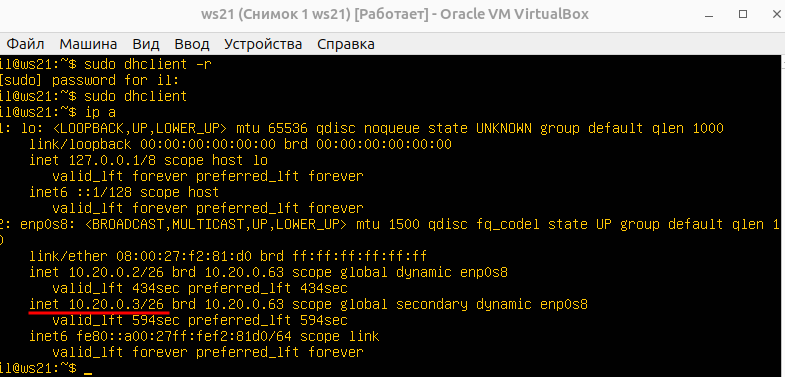 ws21 (Снимок 1 ws21) [Работает] - Oracle VM VirtualBox
Файл Машина Вид Ввод Устройства Справка
il@ws21:~$ sudo dhclient -r
[sudo] password for il:
il@ws21:~$ sudo dhclient
il@ws21:~$ ip a
1: lo: <LOOPBACK,UP,LOWER_UP> mtu 65536 qdisc noqueue state UNKNOWN group default qlen 1000
link/loopback 00:00:00:00:00:00 brd 00:00:00:00:00:00
inet 127.0.0.1/8 scope host lo
valid_lft forever preferred_lft forever
inet6 ::1/128 scope host
valid_lft forever preferred_lft forever
2: enp0s8: <BROADCAST,MULTICAST,UP,LOWER_UP> mtu 1500 qdisc fq_codel state UP group default qlen 1
0
link/ether 08:00:27:f2:81:d0 brd ff:ff:ff:ff:ff:ff
inet 10.20.0.2/26 brd 10.20.0.63 scope global dynamic enp0s8
valid_lft 434sec preferred_lft 434sec
inet 10.20.0.3/26 brd 10.20.0.63 scope global secondary dynamic enp0s8
valid_lft 594sec preferred_lft 594sec
inet6 fe80::a00:27ff:fef2:81d0/64 scope link
valid_lft forever preferred_lft forever
il@ws21:~$ _